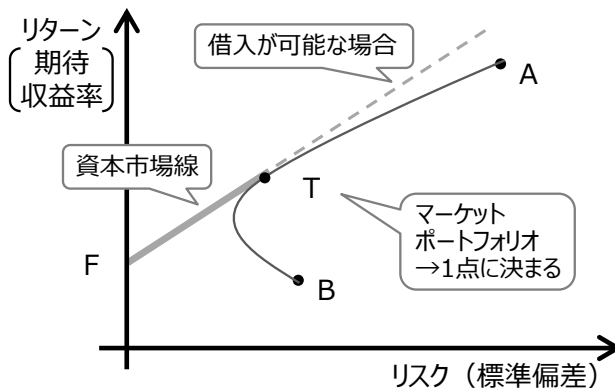 リターン
期待
収益率
借入が可能な場合
A
資本市場線
T
マーケット
ポートフォリオ
→1点に決まる
F
B
リスク（標準偏差）